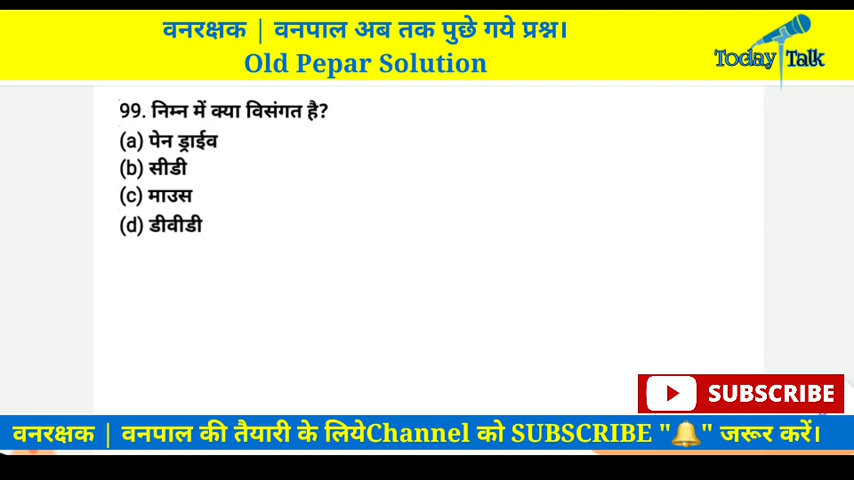 वनरक्षक | वनपाल अब तक पुछे गये प्रश्न।
Old Pepar Solution
Today Talk
99. निम्न में क्या विसंगत है?
(a) पेन ड्राईव
(b) सीडी
(c) माउस
(d) डीवीडी
SUBSCRIBE
वनरक्षक | वनपाल की तैयारी के लियेChannel को SUBSCRIBE "🔔" जरूर करें।